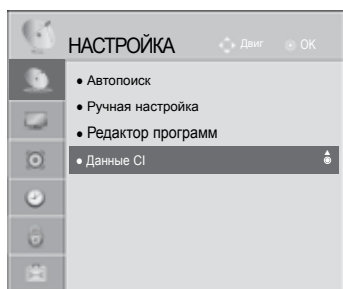 НАСТРОЙКА Двиг OK
• Автопоиск
• Ручная настройка
• Редактор программ
• Данные CI